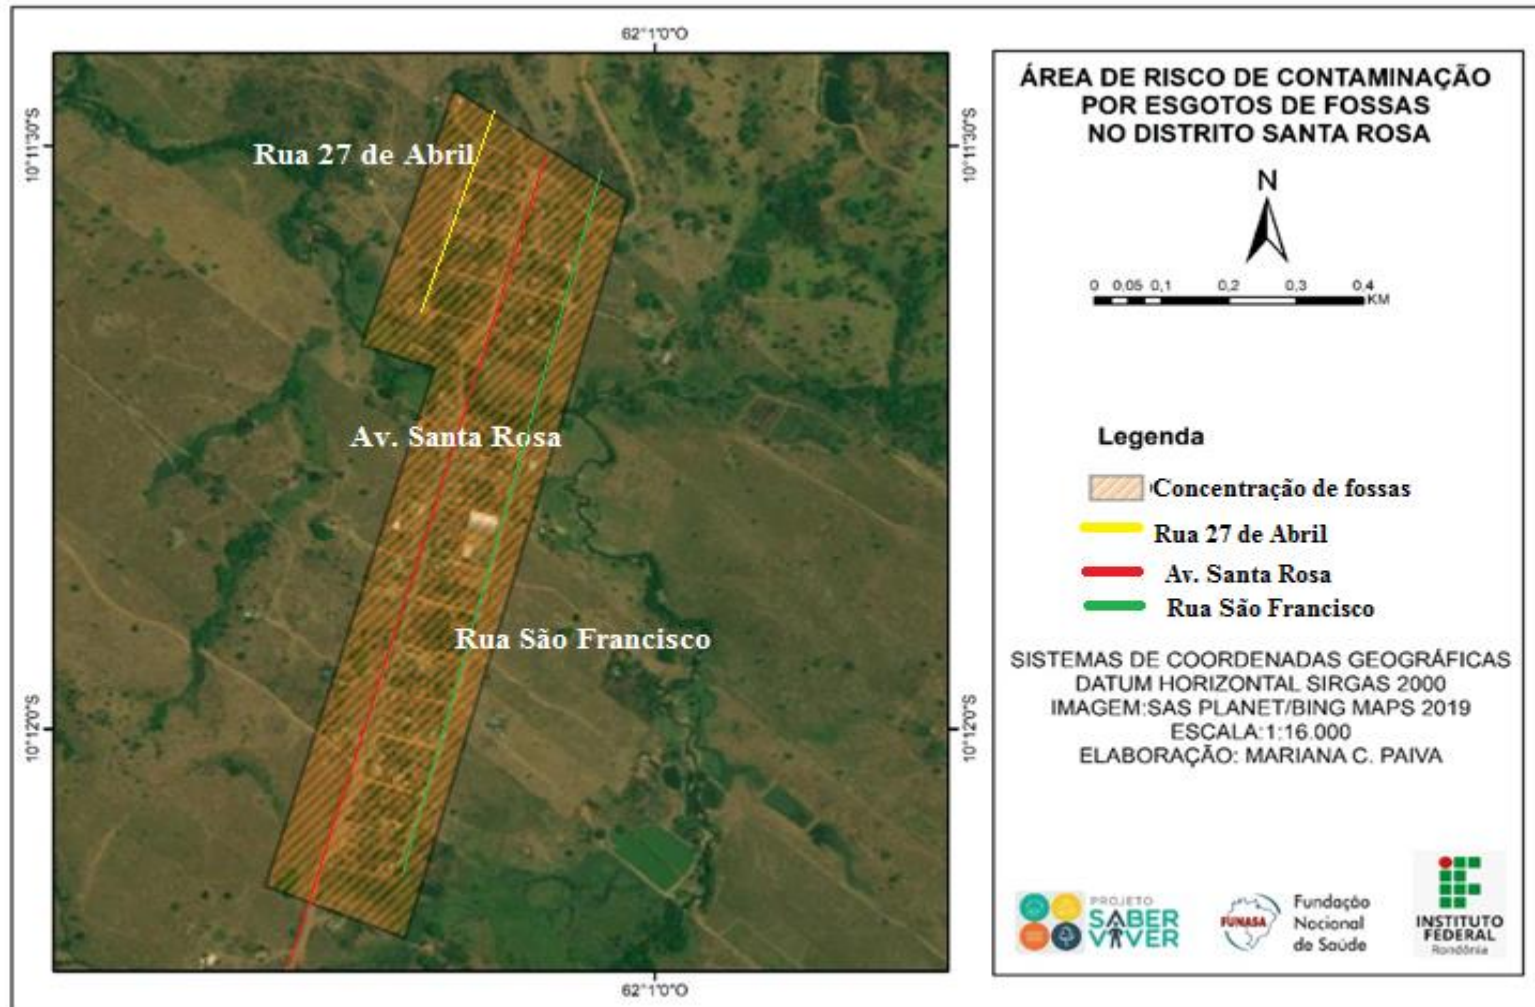 62°1'0"O
10°11'30"S
10°11'30"S
Rua 27 de Abril
Av. Santa Rosa
Rua São Francisco
10°12'0"S
10°12'0"S
62°1'0"O
ÁREA DE RISCO DE CONTAMINAÇÃO
POR ESGOTOS DE FOSSAS
NO DISTRITO SANTA ROSA
N
0 0,05 0,1 0,2 0,3 0,4
KM
Legenda
Concentração de fossas
Rua 27 de Abril
Av. Santa Rosa
Rua São Francisco
SISTEMAS DE COORDENADAS GEOGRÁFICAS
DATUM HORIZONTAL SIRGAS 2000
IMAGEM:SAS PLANET/BING MAPS 2019
ESCALA:1:16.000
ELABORAÇÃO: MARIANA C. PAIVA
PROJETO
SABER
VIVER
FUNASA
Fundação
Nacional
de Saúde
INSTITUTO
FEDERAL
Rondônia